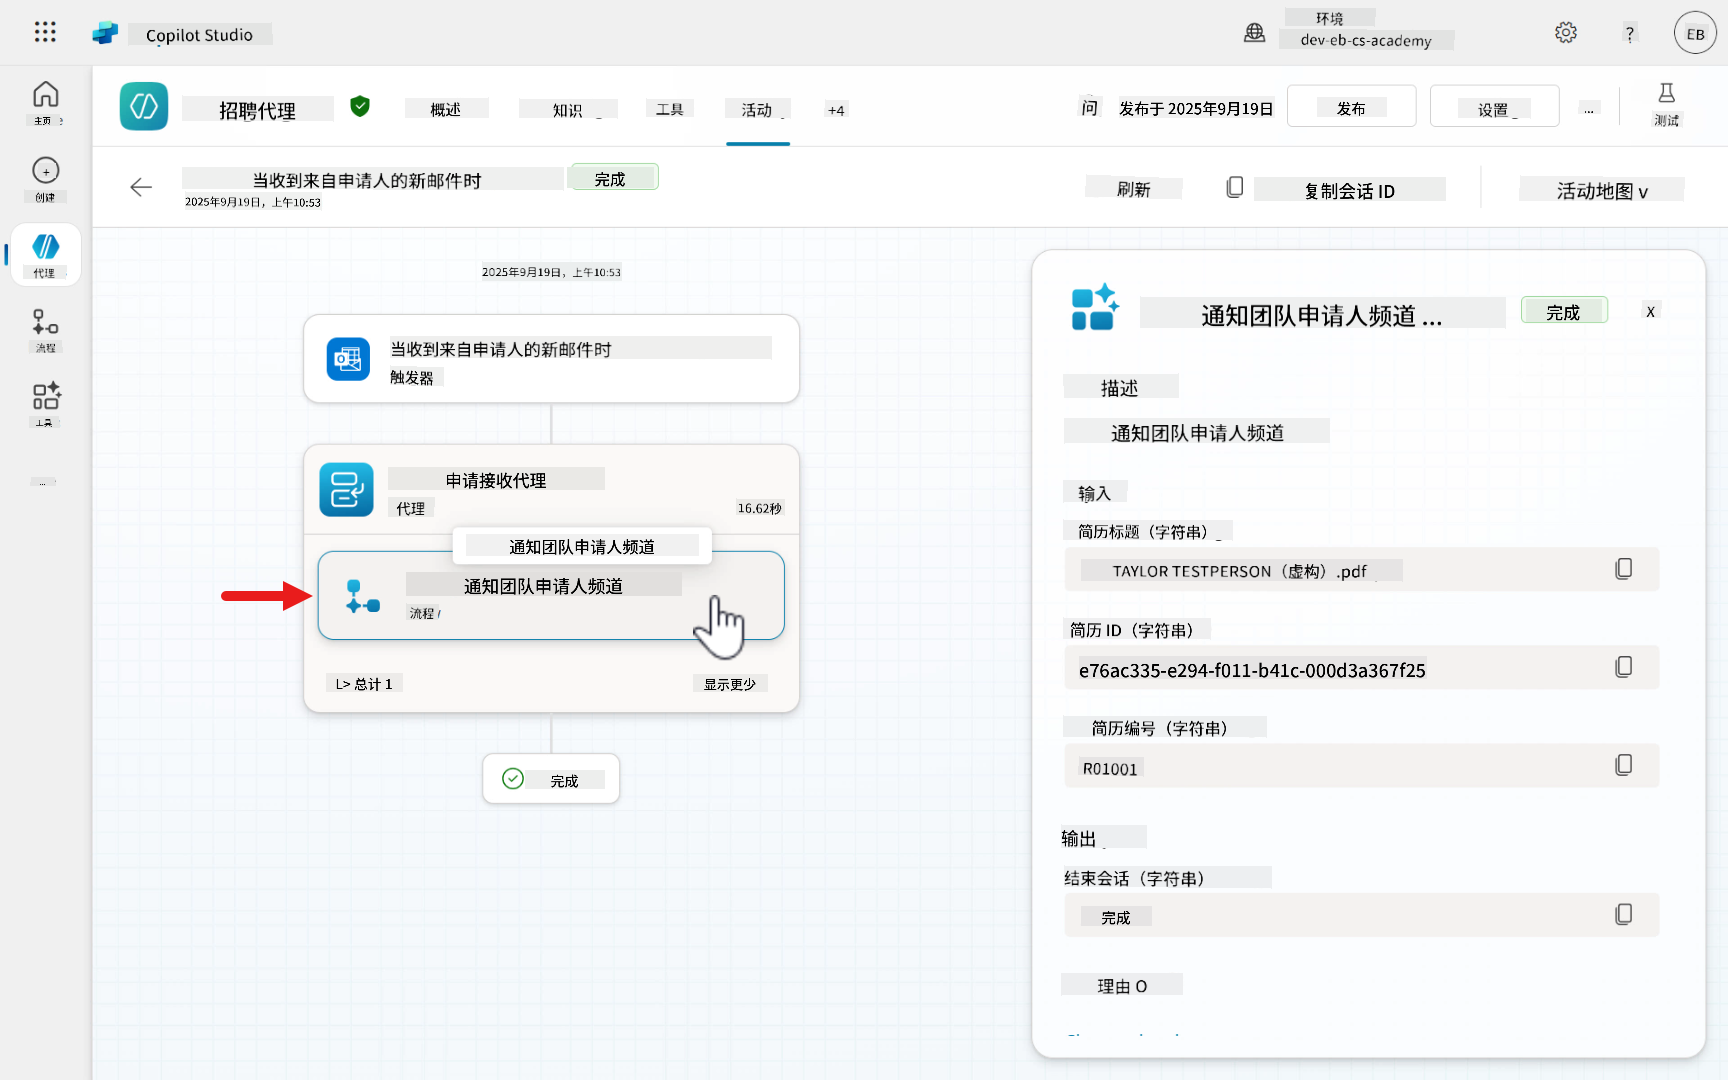 Copilot Studio
环境
dev-eb-cs-academy
?
EB
主页
创建
代理
流程
工具
...
招聘代理
概述
知识
工具
活动
+4
问
发布于 2025年9月19日
发布
设置
...
测试
当收到来自申请人的新邮件时
完成
2025年9月19日，上午10:53
刷新
复制会话 ID
活动地图 v
2025年9月19日，上午10:53
当收到来自申请人的新邮件时
触发器
申请接收代理
代理
16.62秒
通知团队申请人频道
通知团队申请人频道
流程
L> 总计 1
显示更少
完成
通知团队申请人频道 ...
完成
X
描述
通知团队申请人频道
输入
简历标题（字符串）
TAYLOR TESTPERSON（虚构）.pdf
简历 ID（字符串）
e76ac335-e294-f011-b41c-000d3a367f25
简历编号（字符串）
R01001
输出
结束会话（字符串）
完成
理由 O